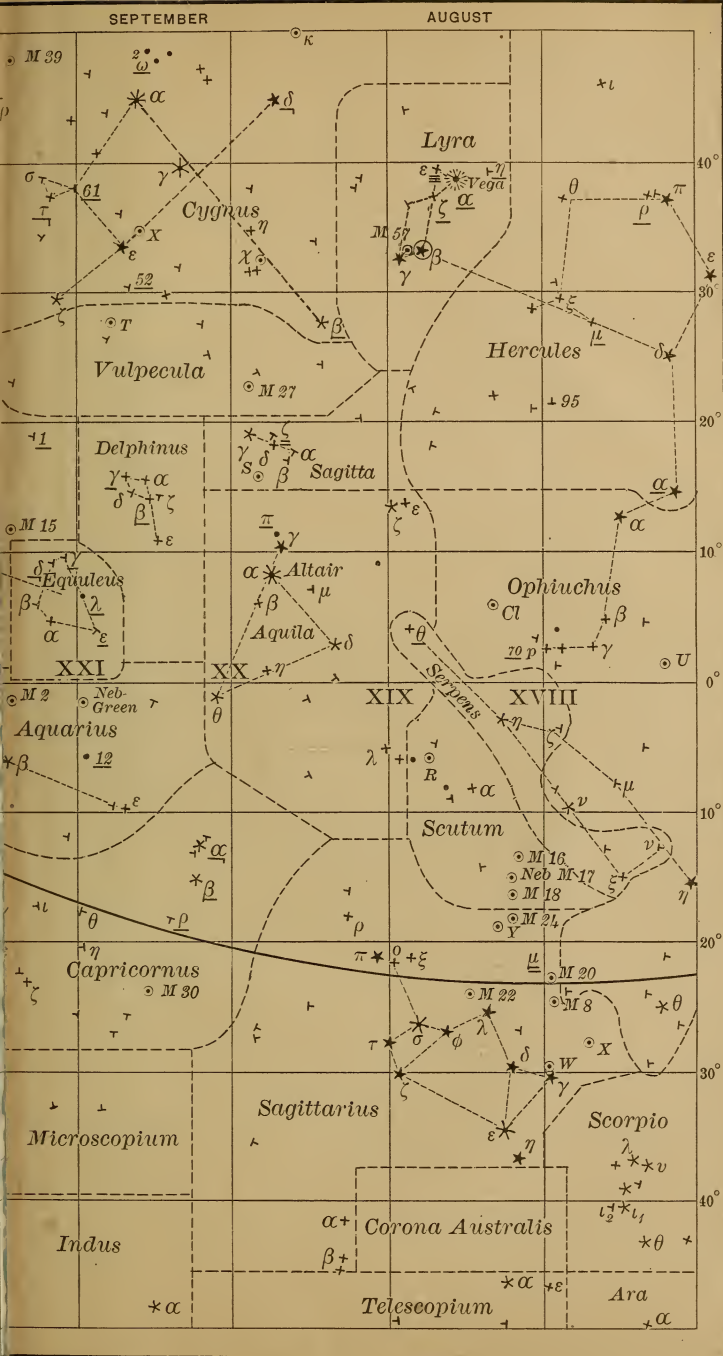 SEPTEMBER AUGUST
κ
M 39
2 ω
α
δ
ι
Lyra
40°
ε η
Vega
σ
61
γ
θ
π
τ
Cygnus
ζ α
ρ
X
η
M 57
ε
χ
γ β
ε
52
30°
ζ
ξ
μ
T
β
Hercules
δ
Vulpecula
M 27
95
20°
1
Delphinus
ζ
γ δ α
S β
Sagitta
γ α
δ ζ
β
α
ζ ε
α
M 15
ε
π
γ
10°
δ γ
Equuleus
α Altair
Ophiuchus
λ
μ
Cl
β
β
β
α ε
Aquila
θ
δ
70 p
γ
U
XXI XX
η
Serpens
0°
M 2
Neb-
Green
θ
XIX XVIII
Aquarius
η
ζ
β
12
λ
R
μ
ε
α
ν
10°
Scutum
α
M 16
ν
β
Neb M 17
ξ
M 18
η
ι
θ
ρ
ρ
M 24
Y
20°
η
π ο ξ
μ
M 20
Capricornus
ζ
M 30
M 22
M 8
θ
λ
σ
τ
φ
X
δ
W
30°
ζ
γ
Sagittarius
Scorpio
Microscopium
ε
λ
η
υ
40°
ι2 ι1
α
Corona Australis
Indus
θ
β
α
α
ε
Ara
Telescopium
α